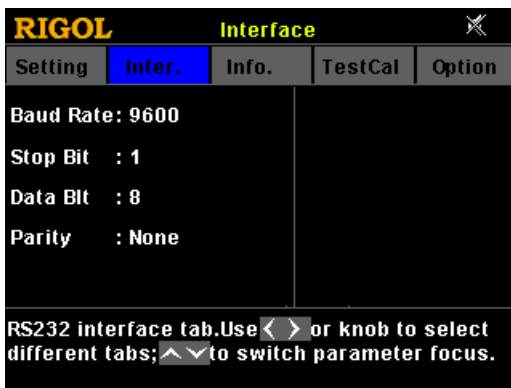 RIGOL Interface
Setting Inter. Info. TestCal Option
Baud Rate: 9600
Stop Bit : 1
Data BIt : 8
Parity : None
RS232 interface tab.Use < > or knob to select
different tabs; to switch parameter focus.